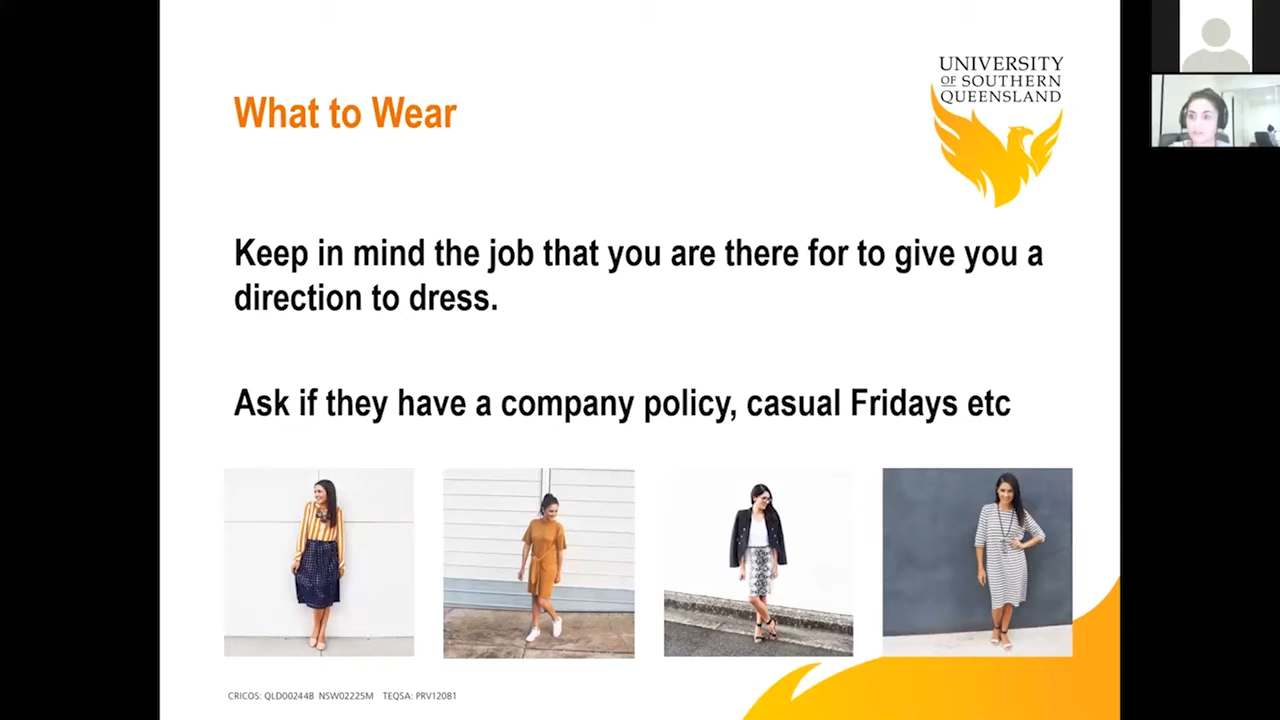 What to Wear
UNIVERSITY
OF SOUTHERN
QUEENSLAND
Keep in mind the job that you are there for to give you a
direction to dress.
Ask if they have a company policy, casual Fridays etc
CRICOS: QLD00244B NSW02225M TEQSA: PRV12081